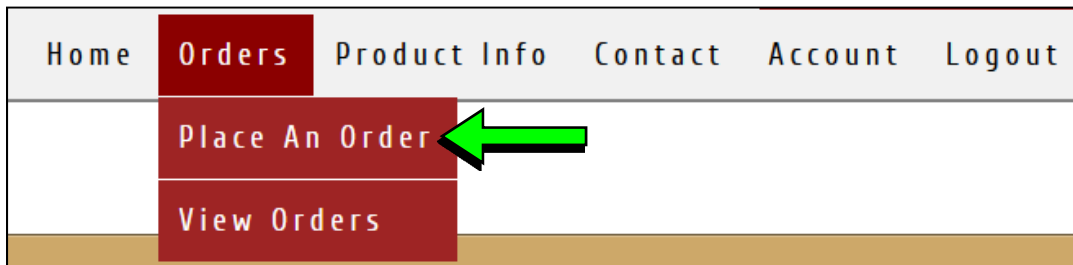 Home Orders Product Info Contact Account Logout
Place An Order
View Orders